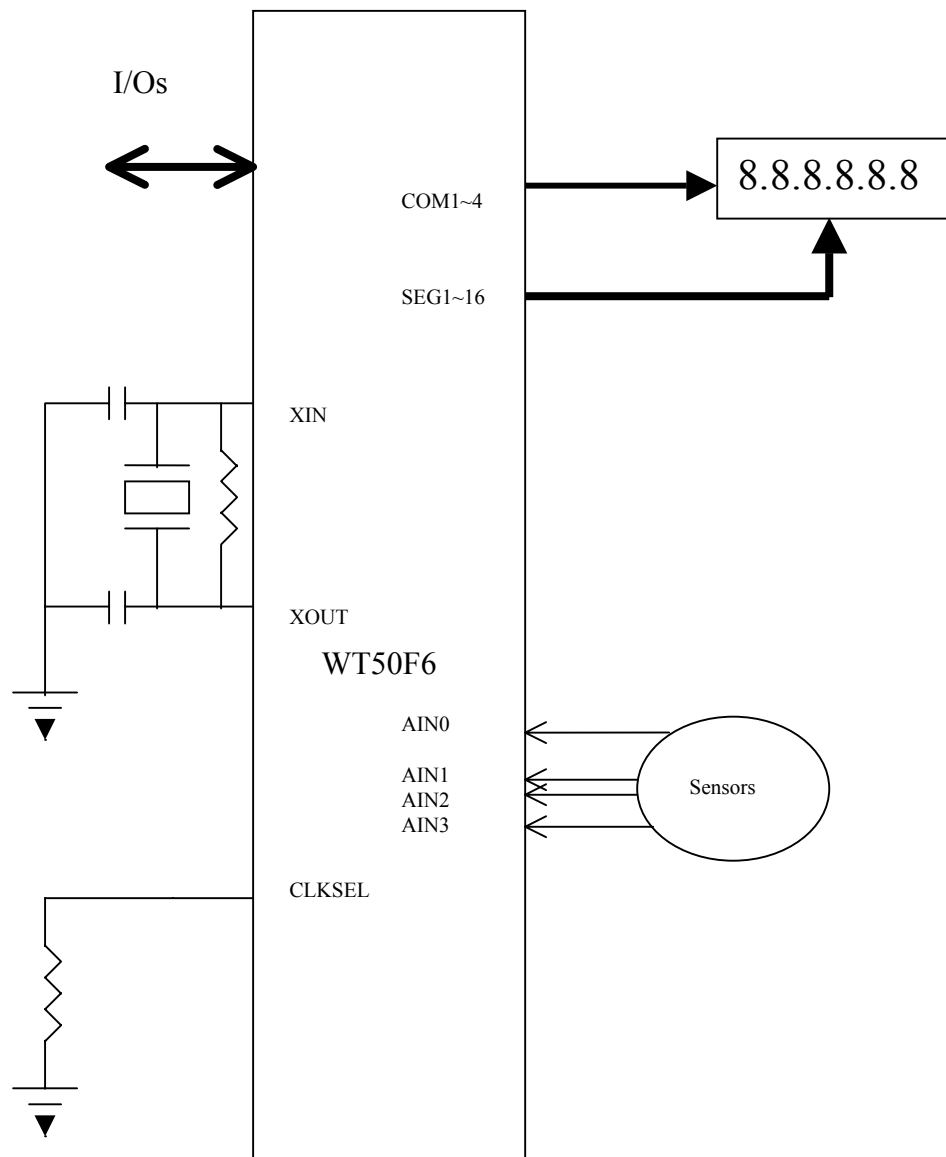 I/Os
8.8.8.8.8.8
COM1~4
SEG1~16
XIN
XOUT
WT50F6
AIN0
AIN1
AIN2
AIN3
Sensors
CLKSEL